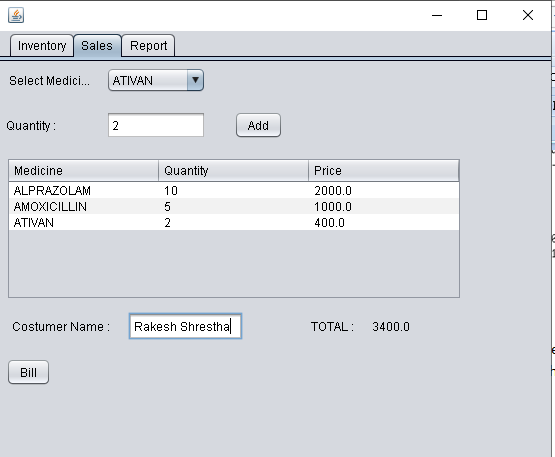 Inventory Sales Report
Select Medici... ATIVAN
Quantity : 2 Add
Medicine Quantity Price
ALPRAZOLAM 10 2000.0
AMOXICILLIN 5 1000.0
ATIVAN 2 400.0
Costumer Name : Rakesh Shrestha TOTAL : 3400.0
Bill